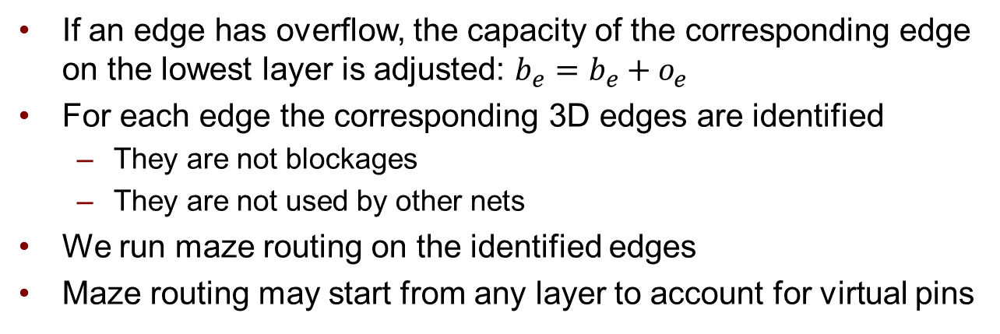 • If an edge has overflow, the capacity of the corresponding edge
on the lowest layer is adjusted: 𝑏ₑ = 𝑏ₑ + 𝑜ₑ
• For each edge the corresponding 3D edges are identified
– They are not blockages
– They are not used by other nets
• We run maze routing on the identified edges
• Maze routing may start from any layer to account for virtual pins